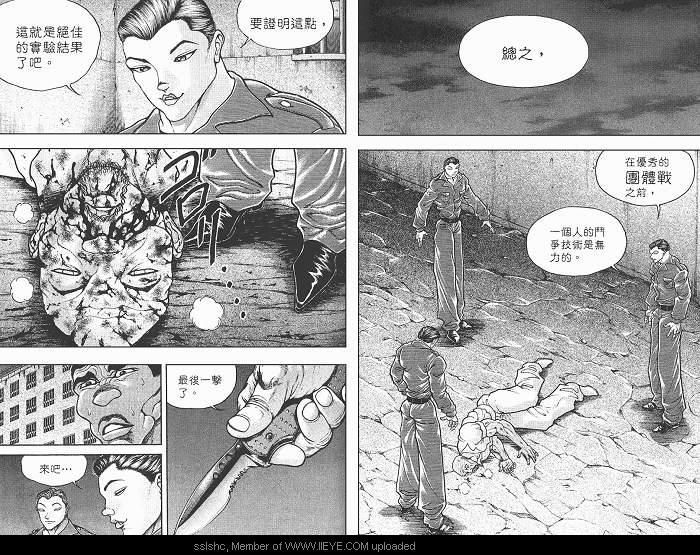 總之，
在優秀的
團體戰
之前，
一個人的鬥
爭技術是無
力的。
要證明這點，
這就是絕佳
的實驗結果
了吧。
最後一擊
了。
來吧…
sslshc, Member of WWW.IIEYE.COM uploaded